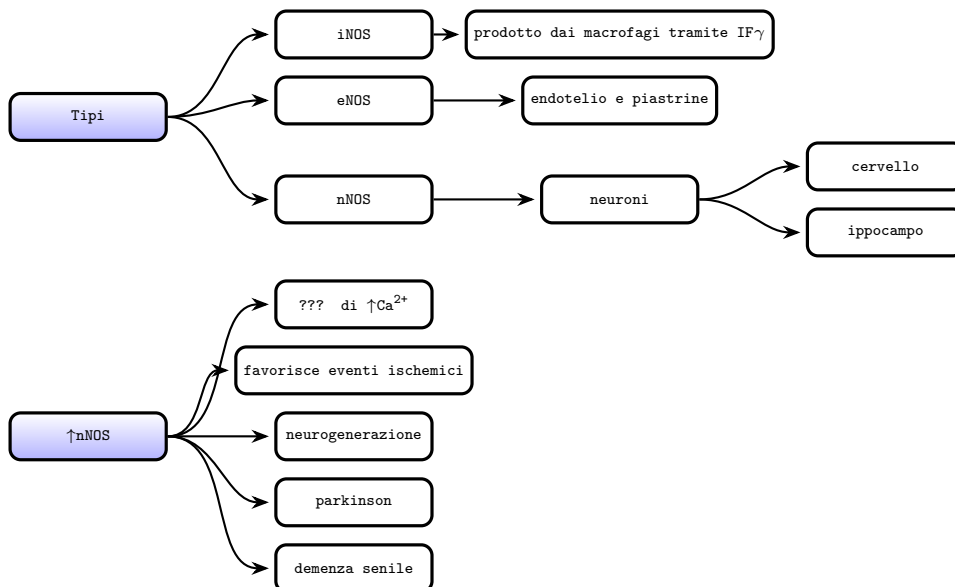 Tipi
iNOS
prodotto dai macrofagi tramite IFγ
eNOS
endotelio e piastrine
nNOS
neuroni
cervello
ippocampo
↑nNOS
??? di ↑Ca²⁺
favorisce eventi ischemici
neurogenerazione
parkinson
demenza senile